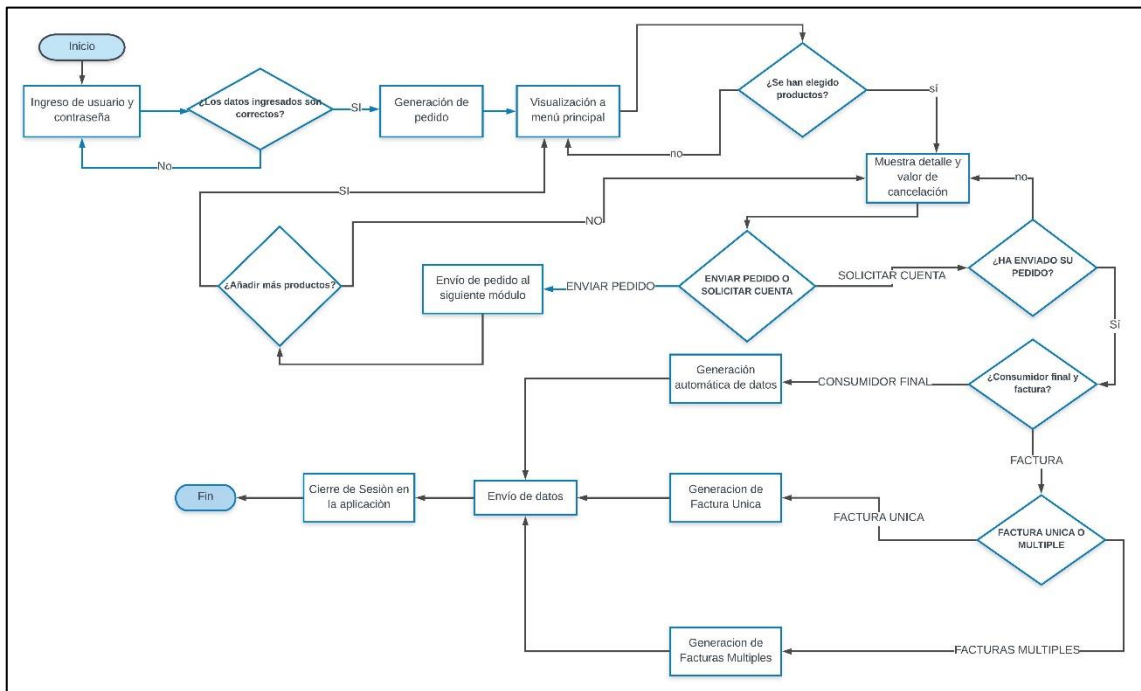 Inicio
Ingreso de usuario y
contraseña
¿Los datos ingresados son
correctos?
SI
No
Generación de
pedido
Visualización a
menú principal
¿Se han elegido
productos?
no
sí
Muestra detalle y
valor de
cancelación
SI
NO
no
¿Añadir más productos?
Envío de pedido al
siguiente módulo
ENVIAR PEDIDO
ENVIAR PEDIDO O
SOLICITAR CUENTA
SOLICITAR CUENTA
¿HA ENVIADO SU
PEDIDO?
Sí
Generación
automática de datos
CONSUMIDOR FINAL
¿Consumidor final y
factura?
FACTURA
Fin
Cierre de Sesiòn en
la aplicación
Envío de datos
Generacion de
Factura Unica
FACTURA UNICA
FACTURA UNICA O
MULTIPLE
Generacion de
Facturas Multiples
FACTURAS MULTIPLES